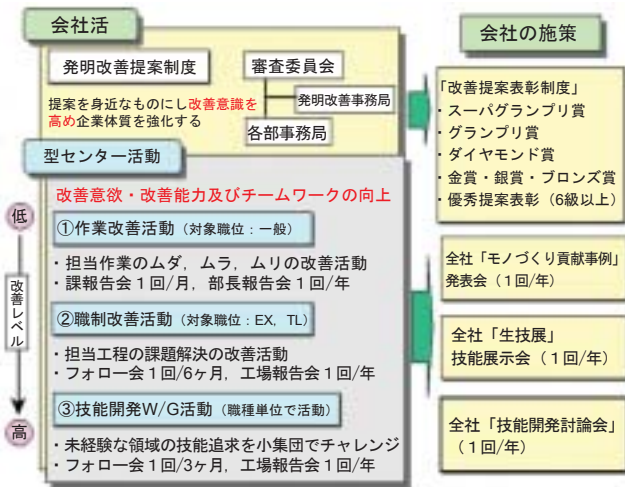 会社活
発明改善提案制度
審査委員会
発明改善事務局
各部事務局
提案を身近なものにし改善意識を
高め企業体質を強化する
型センター活動
改善意欲・改善能力及びチームワークの向上
①作業改善活動（対象職位：一般）
・担当作業のムダ，ムラ，ムリの改善活動
・課報告会１回/月，部長報告会１回/年
②職制改善活動（対象職位：EX，TL）
・担当工程の課題解決の改善活動
・フォロー会１回/6ヶ月，工場報告会１回/年
③技能開発W/G活動（職種単位で活動）
・未経験な領域の技能追求を小集団でチャレンジ
・フォロー会１回/3ヶ月，工場報告会１回/年
低
改善レベル
高
会社の施策
「改善提案表彰制度」
・スーパグランプリ賞
・グランプリ賞
・ダイヤモンド賞
・金賞・銀賞・ブロンズ賞
・優秀提案表彰（6級以上）
全社「モノづくり貢献事例」
発表会（１回/年）
全社「生技展」
技能展示会（１回/年）
全社「技能開発討論会」
（１回/年）